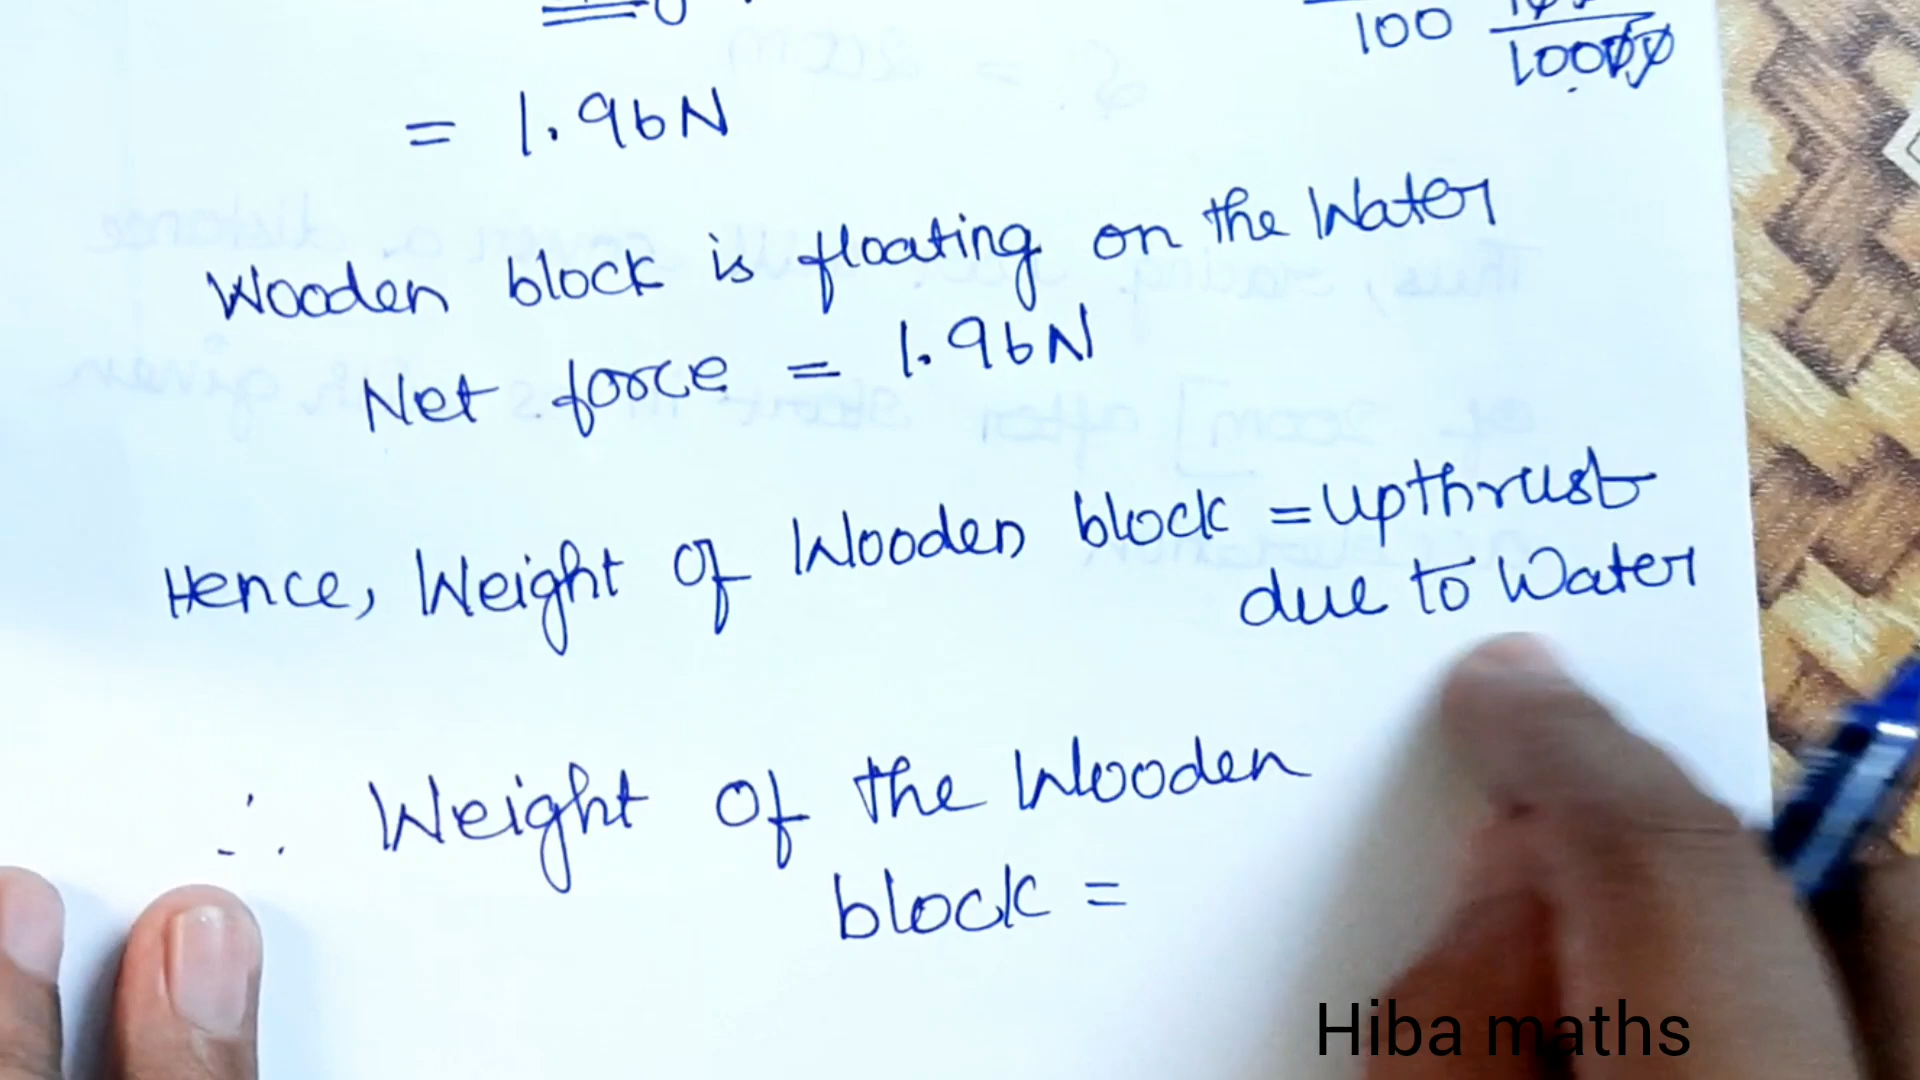 100
= 1.96N
Wooden block is floating on the Water
Net force = 1.96N
Hence, Weight of Wooden block = upthrust
due to Water
∴ Weight of the Wooden
block =
Hiba maths